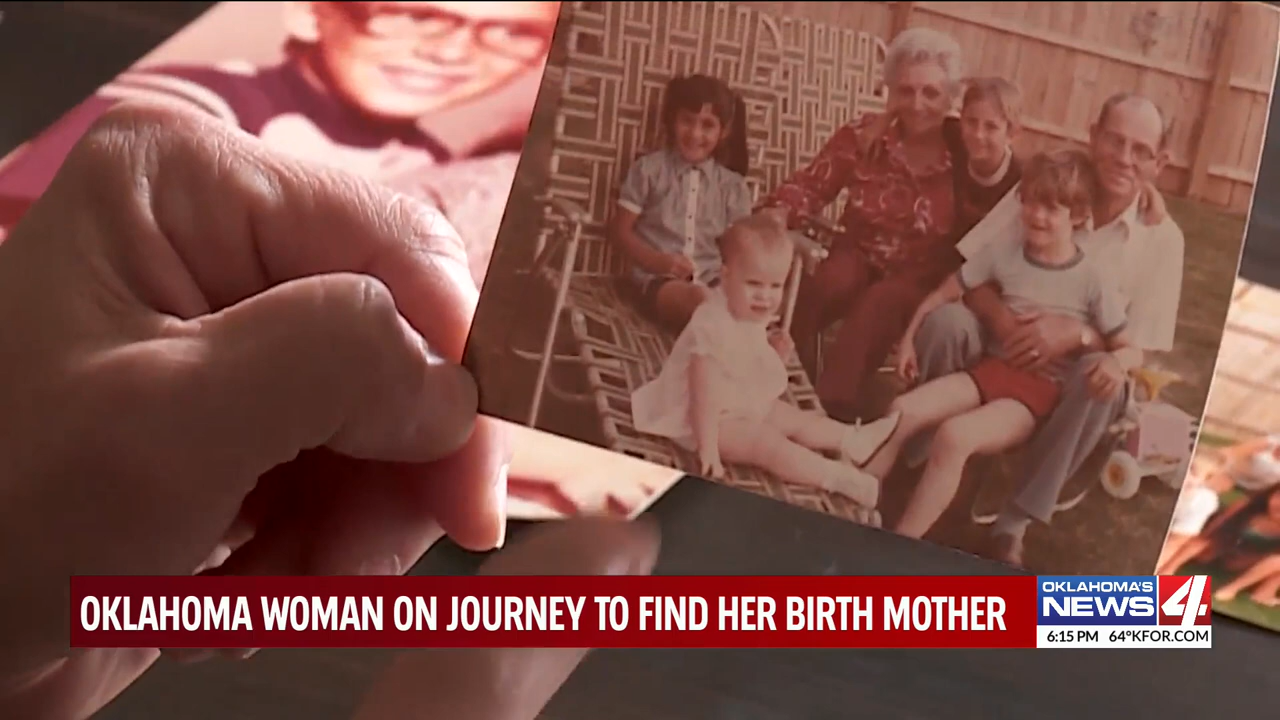 OKLAHOMA WOMAN ON JOURNEY TO FIND HER BIRTH MOTHER
OKLAHOMA'S
NEWS 4
6:15 PM 64°KFOR.COM